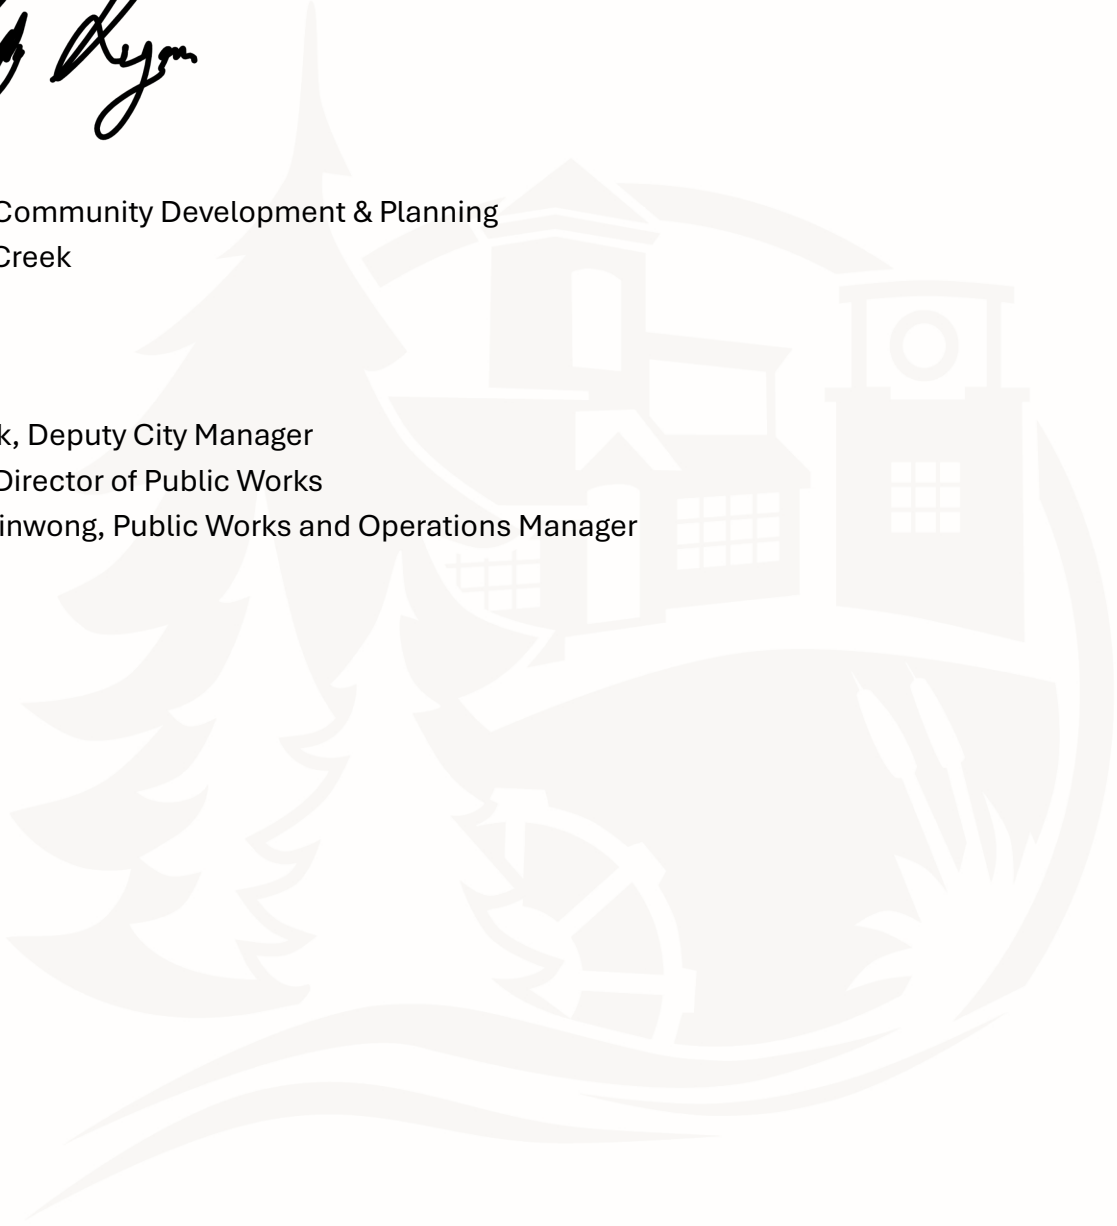 Community Development & Planning
Creek
k, Deputy City Manager
Director of Public Works
inwong, Public Works and Operations Manager